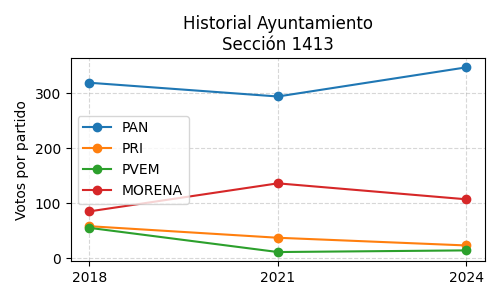 Historial Ayuntamiento
Sección 1413
Votos por partido
300
200
100
0
PAN
PRI
PVEM
MORENA
2018
2021
2024